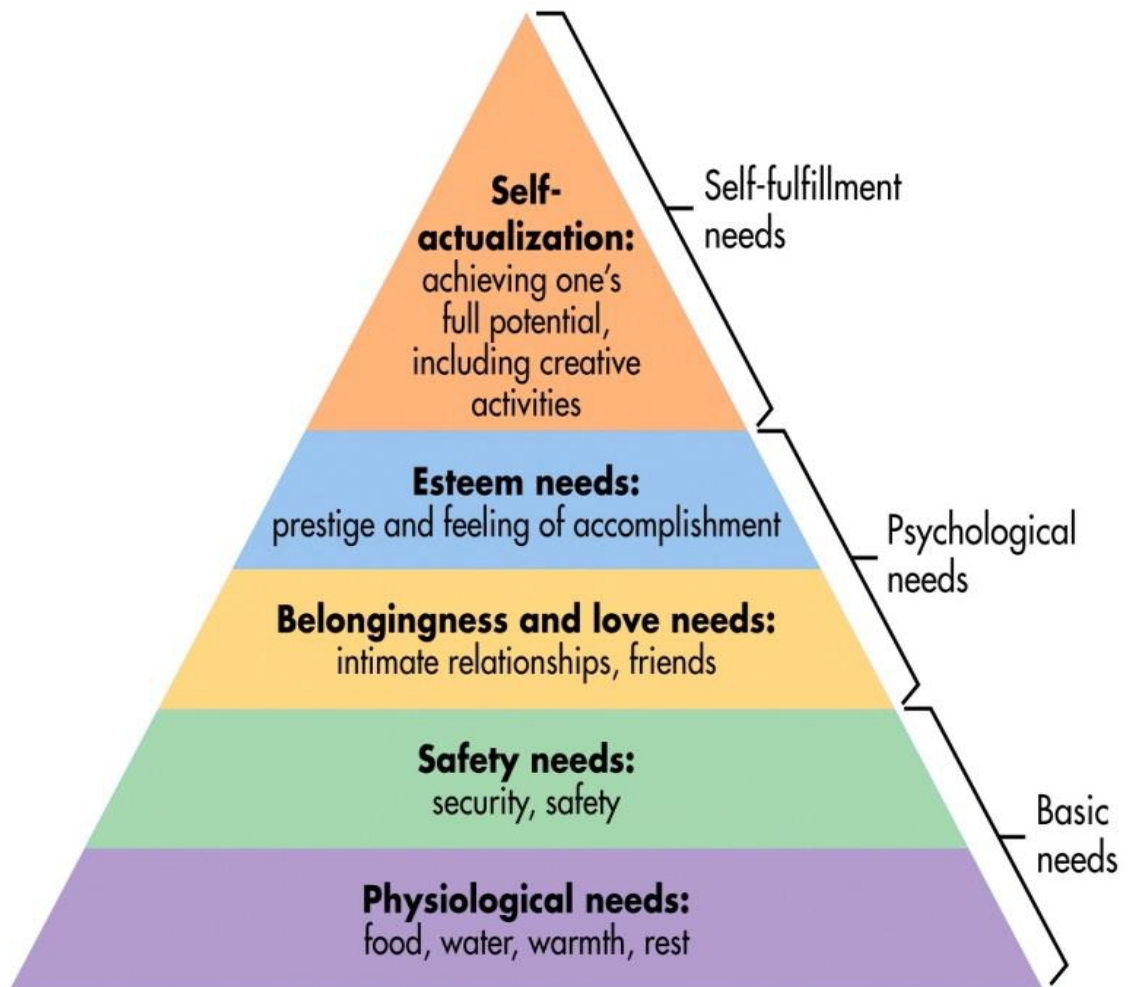 Self-
actualization:
achieving one's
full potential,
including creative
activities
Self-fulfillment
needs
Esteem needs:
prestige and feeling of accomplishment
Psychological
needs
Belongingness and love needs:
intimate relationships, friends
Safety needs:
security, safety
Basic
needs
Physiological needs:
food, water, warmth, rest